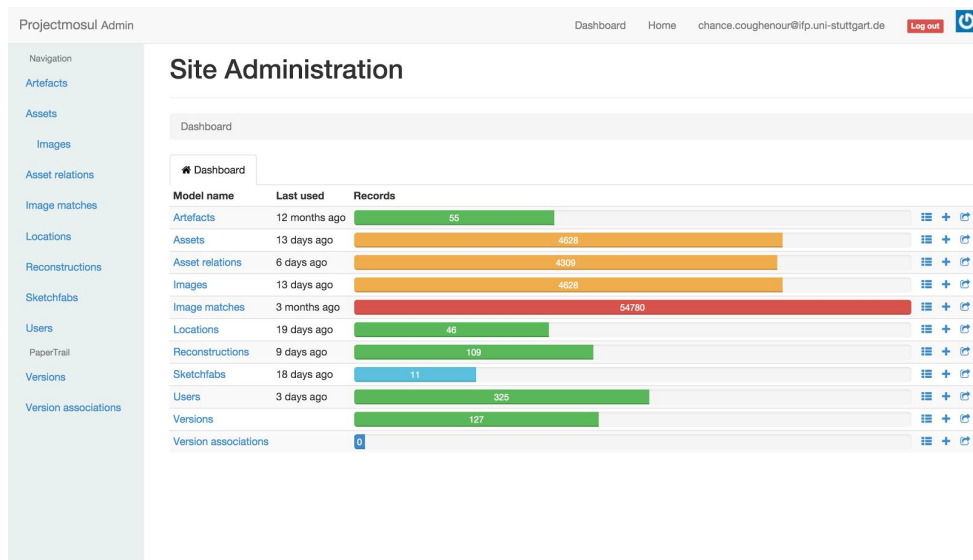 Projectmosul Admin
Dashboard Home chance.coughenour@ifp.uni-stuttgart.de Log out
Navigation
Artefacts
Assets
Images
Asset relations
Image matches
Locations
Reconstructions
Sketchfabs
Users
PaperTrail
Versions
Version associations
Site Administration
Dashboard
Dashboard
Model name Last used Records
Artefacts 12 months ago 55
Assets 13 days ago 4628
Asset relations 6 days ago 4309
Images 13 days ago 4628
Image matches 3 months ago 54780
Locations 19 days ago 46
Reconstructions 9 days ago 109
Sketchfabs 18 days ago 11
Users 3 days ago 325
Versions 127
Version associations 0